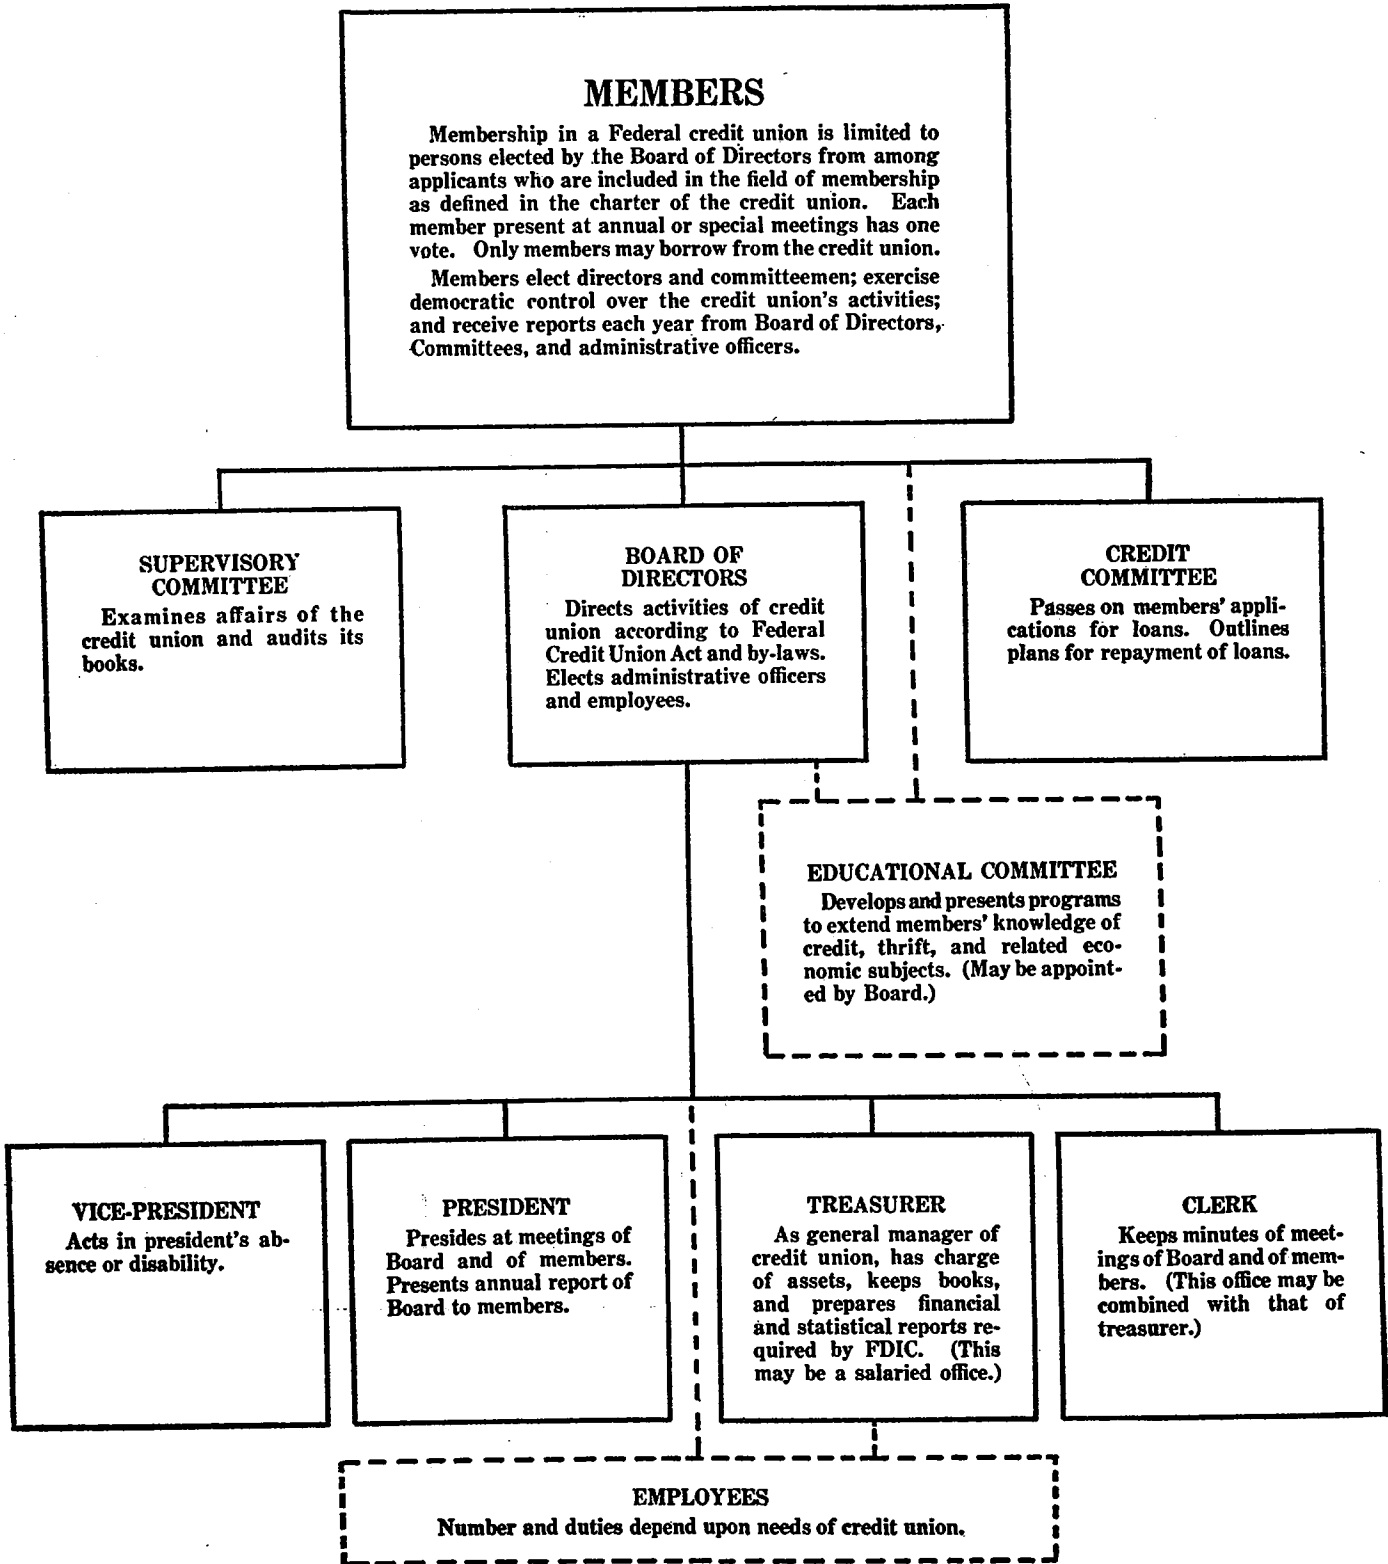 MEMBERS
Membership in a Federal credit union is limited to
persons elected by the Board of Directors from among
applicants who are included in the field of membership
as defined in the charter of the credit union. Each
member present at annual or special meetings has one
vote. Only members may borrow from the credit union.
Members elect directors and committeemen; exercise
democratic control over the credit union's activities;
and receive reports each year from Board of Directors,
Committees, and administrative officers.
SUPERVISORY
COMMITTEE
Examines affairs of the
credit union and audits its
books.
BOARD OF
DIRECTORS
Directs activities of credit
union according to Federal
Credit Union Act and by-laws.
Elects administrative officers
and employees.
CREDIT
COMMITTEE
Passes on members' appli-
cations for loans. Outlines
plans for repayment of loans.
EDUCATIONAL COMMITTEE
Develops and presents programs
to extend members' knowledge of
credit, thrift, and related eco-
nomic subjects. (May be appoint-
ed by Board.)
VICE-PRESIDENT
Acts in president's ab-
sence or disability.
PRESIDENT
Presides at meetings of
Board and of members.
Presents annual report of
Board to members.
TREASURER
As general manager of
credit union, has charge
of assets, keeps books,
and prepares financial
and statistical reports re-
quired by FDIC. (This
may be a salaried office.)
CLERK
Keeps minutes of meet-
ings of Board and of mem-
bers. (This office may be
combined with that of
treasurer.)
EMPLOYEES
Number and duties depend upon needs of credit union.